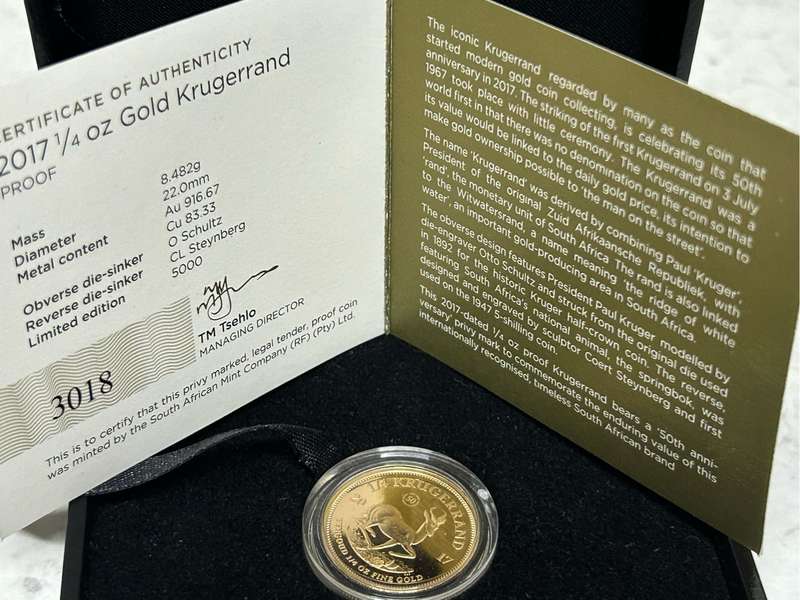 CERTIFICATE OF AUTHENTICITY
2017 1/4 oz Gold Krugerrand
PROOF
Mass 8.482g
Diameter 22.0mm
Metal content Au 916.67
Cu 83.33
Obverse die-sinker O Schultz
Reverse die-sinker CL Steynberg
Limited edition 5000
TM Tsehlo
MANAGING DIRECTOR
3018
This is to certify that this privy marked, legal tender, proof coin
was minted by the South African Mint Company (RF) (Pty) Ltd.
The iconic Krugerrand regarded by many as the coin that
started modern gold coin collecting, is celebrating its 50th
anniversary in 2017. The striking of the first Krugerrand on 3 July
1967 took place with little ceremony. The Krugerrand was a
world first in that there was no denomination on the coin so that
its value would be linked to the daily gold price, its intention to
make gold ownership possible to 'the man on the street'.
The name 'Krugerrand' was derived by combining Paul 'Kruger',
President of the original Zuid Afrikaansche Republiek, with
'rand', the monetary unit of South Africa. The rand is also linked
to the Witwatersrand, a name meaning 'the ridge of white
water', an important gold-producing area in South Africa.
The obverse design features President Paul Kruger modelled by
die-engraver Otto Schultz and struck from the original die used
in 1892 for the historic Kruger half-crown coin. The reverse,
featuring South Africa's national animal, the springbok, was
designed and engraved by sculptor Coert Steynberg and first
used on the 1947 5-shilling coin.
This 2017-dated 1/4 oz proof Krugerrand bears a '50th anni-
versary' privy mark to commemorate the enduring value of this
internationally recognised, timeless South African brand
1/4 KRUGERRAND
50
20
17
FYNGOUD 1/4 OZ FINE GOLD